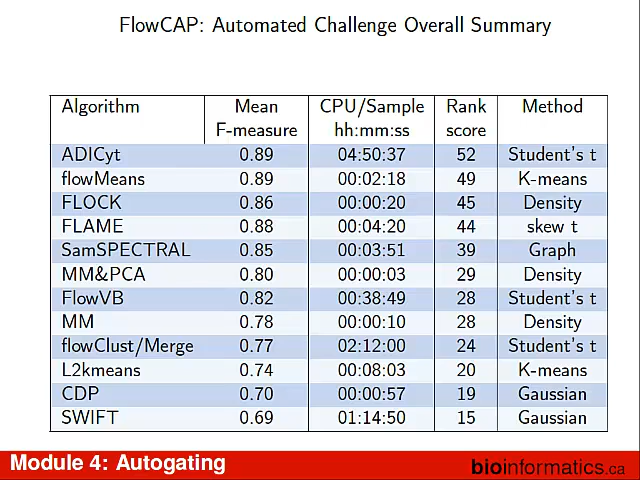 FlowCAP: Automated Challenge Overall Summary
Algorithm Mean F-measure CPU/Sample hh:mm:ss Rank score Method
ADICyt 0.89 04:50:37 52 Student's t
flowMeans 0.89 00:02:18 49 K-means
FLOCK 0.86 00:00:20 45 Density
FLAME 0.88 00:04:20 44 skew t
SamSPECTRAL 0.85 00:03:51 39 Graph
MM&PCA 0.80 00:00:03 29 Density
FlowVB 0.82 00:38:49 28 Student's t
MM 0.78 00:00:10 28 Density
flowClust/Merge 0.77 02:12:00 24 Student's t
L2kmeans 0.74 00:08:03 20 K-means
CDP 0.70 00:00:57 19 Gaussian
SWIFT 0.69 01:14:50 15 Gaussian
Module 4: Autogating
bioinformatics.ca